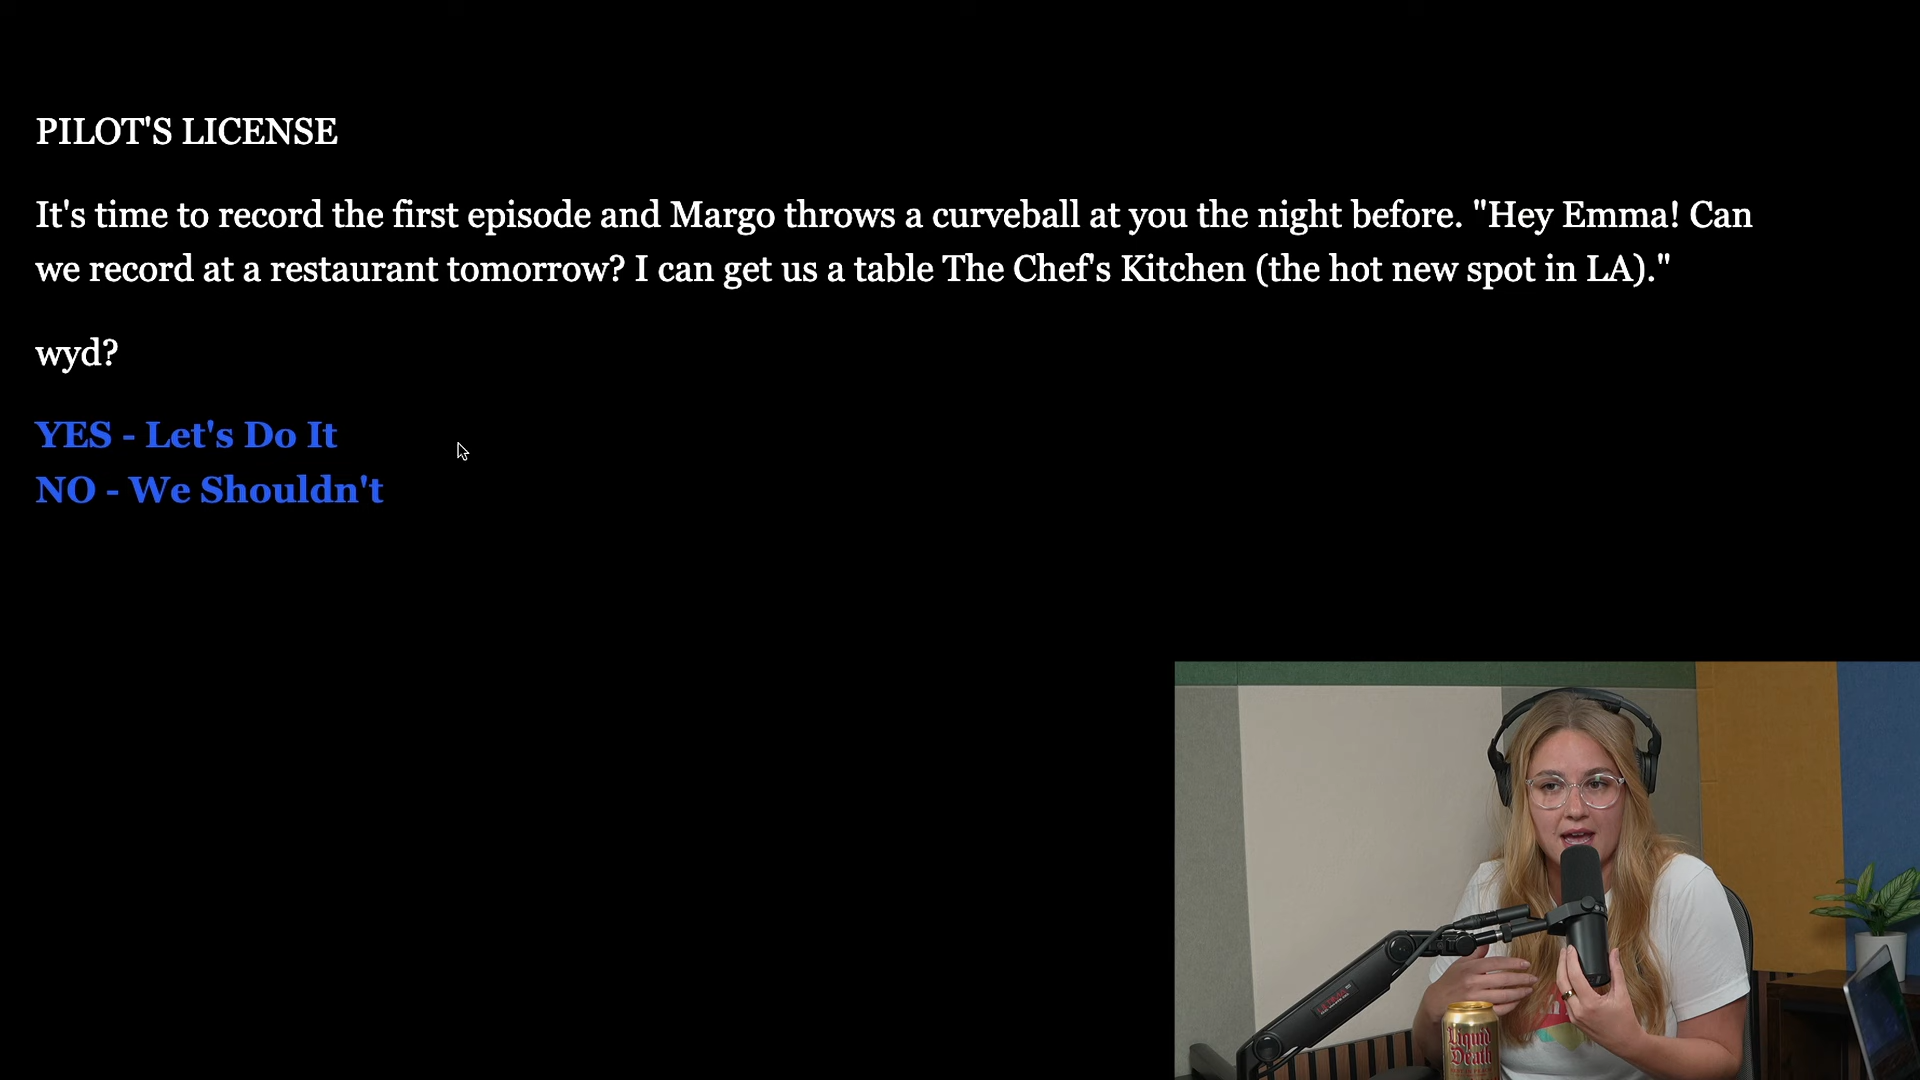 PILOT'S LICENSE
It's time to record the first episode and Margo throws a curveball at you the night before. "Hey Emma! Can
we record at a restaurant tomorrow? I can get us a table The Chef's Kitchen (the hot new spot in LA)."
wyd?
YES - Let's Do It
NO - We Shouldn't
Liquid
Death